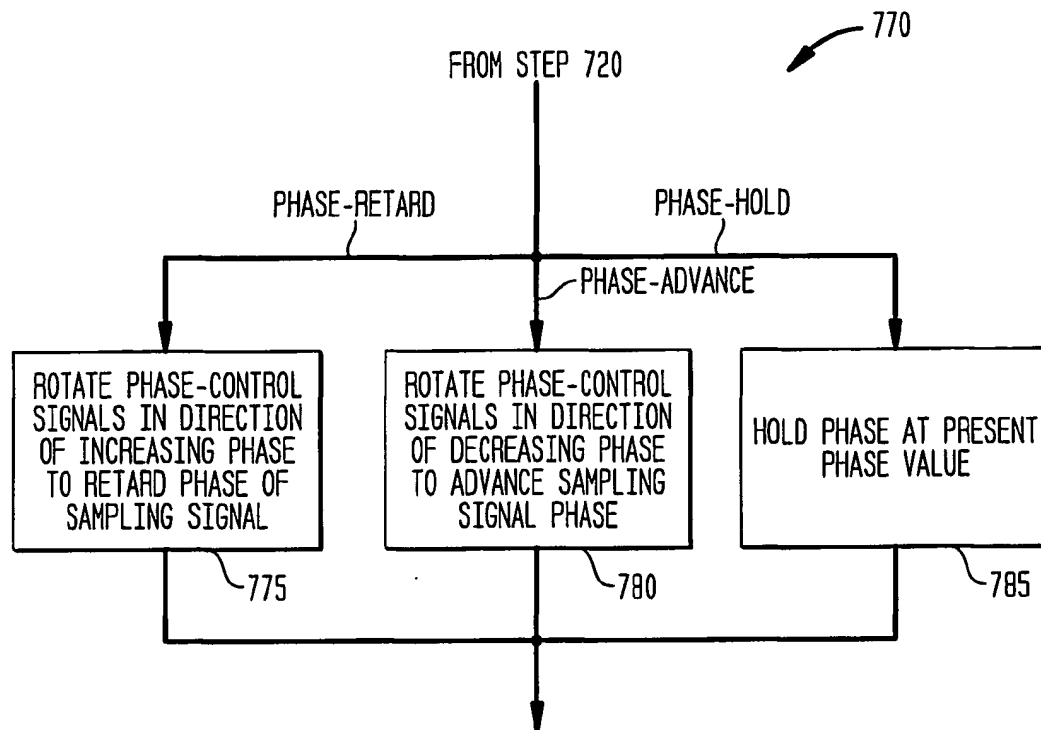 770
FROM STEP 720
PHASE-RETARD
PHASE-HOLD
PHASE-ADVANCE
ROTATE PHASE-CONTROL
SIGNALS IN DIRECTION
OF INCREASING PHASE
TO RETARD PHASE OF
SAMPLING SIGNAL
ROTATE PHASE-CONTROL
SIGNALS IN DIRECTION
OF DECREASING PHASE
TO ADVANCE SAMPLING
SIGNAL PHASE
HOLD PHASE AT PRESENT
PHASE VALUE
775
780
785